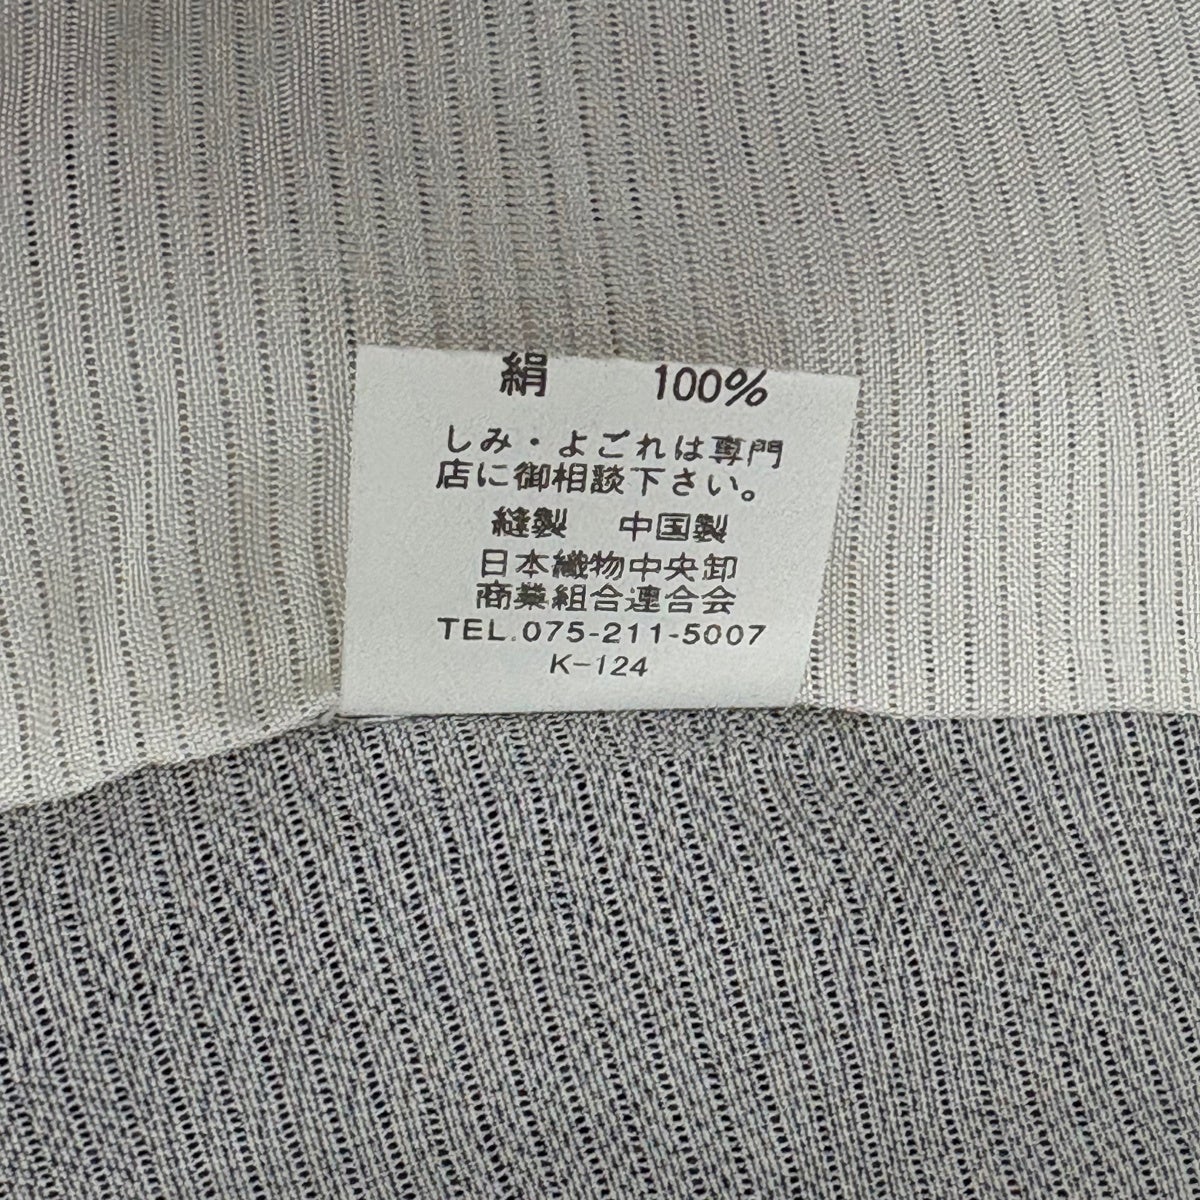 絹 100%
しみ・よごれは専門
店に御相談下さい。
縫製 中国製
日本織物中央卸
商業組合連合会
TEL.075-211-5007
K-124